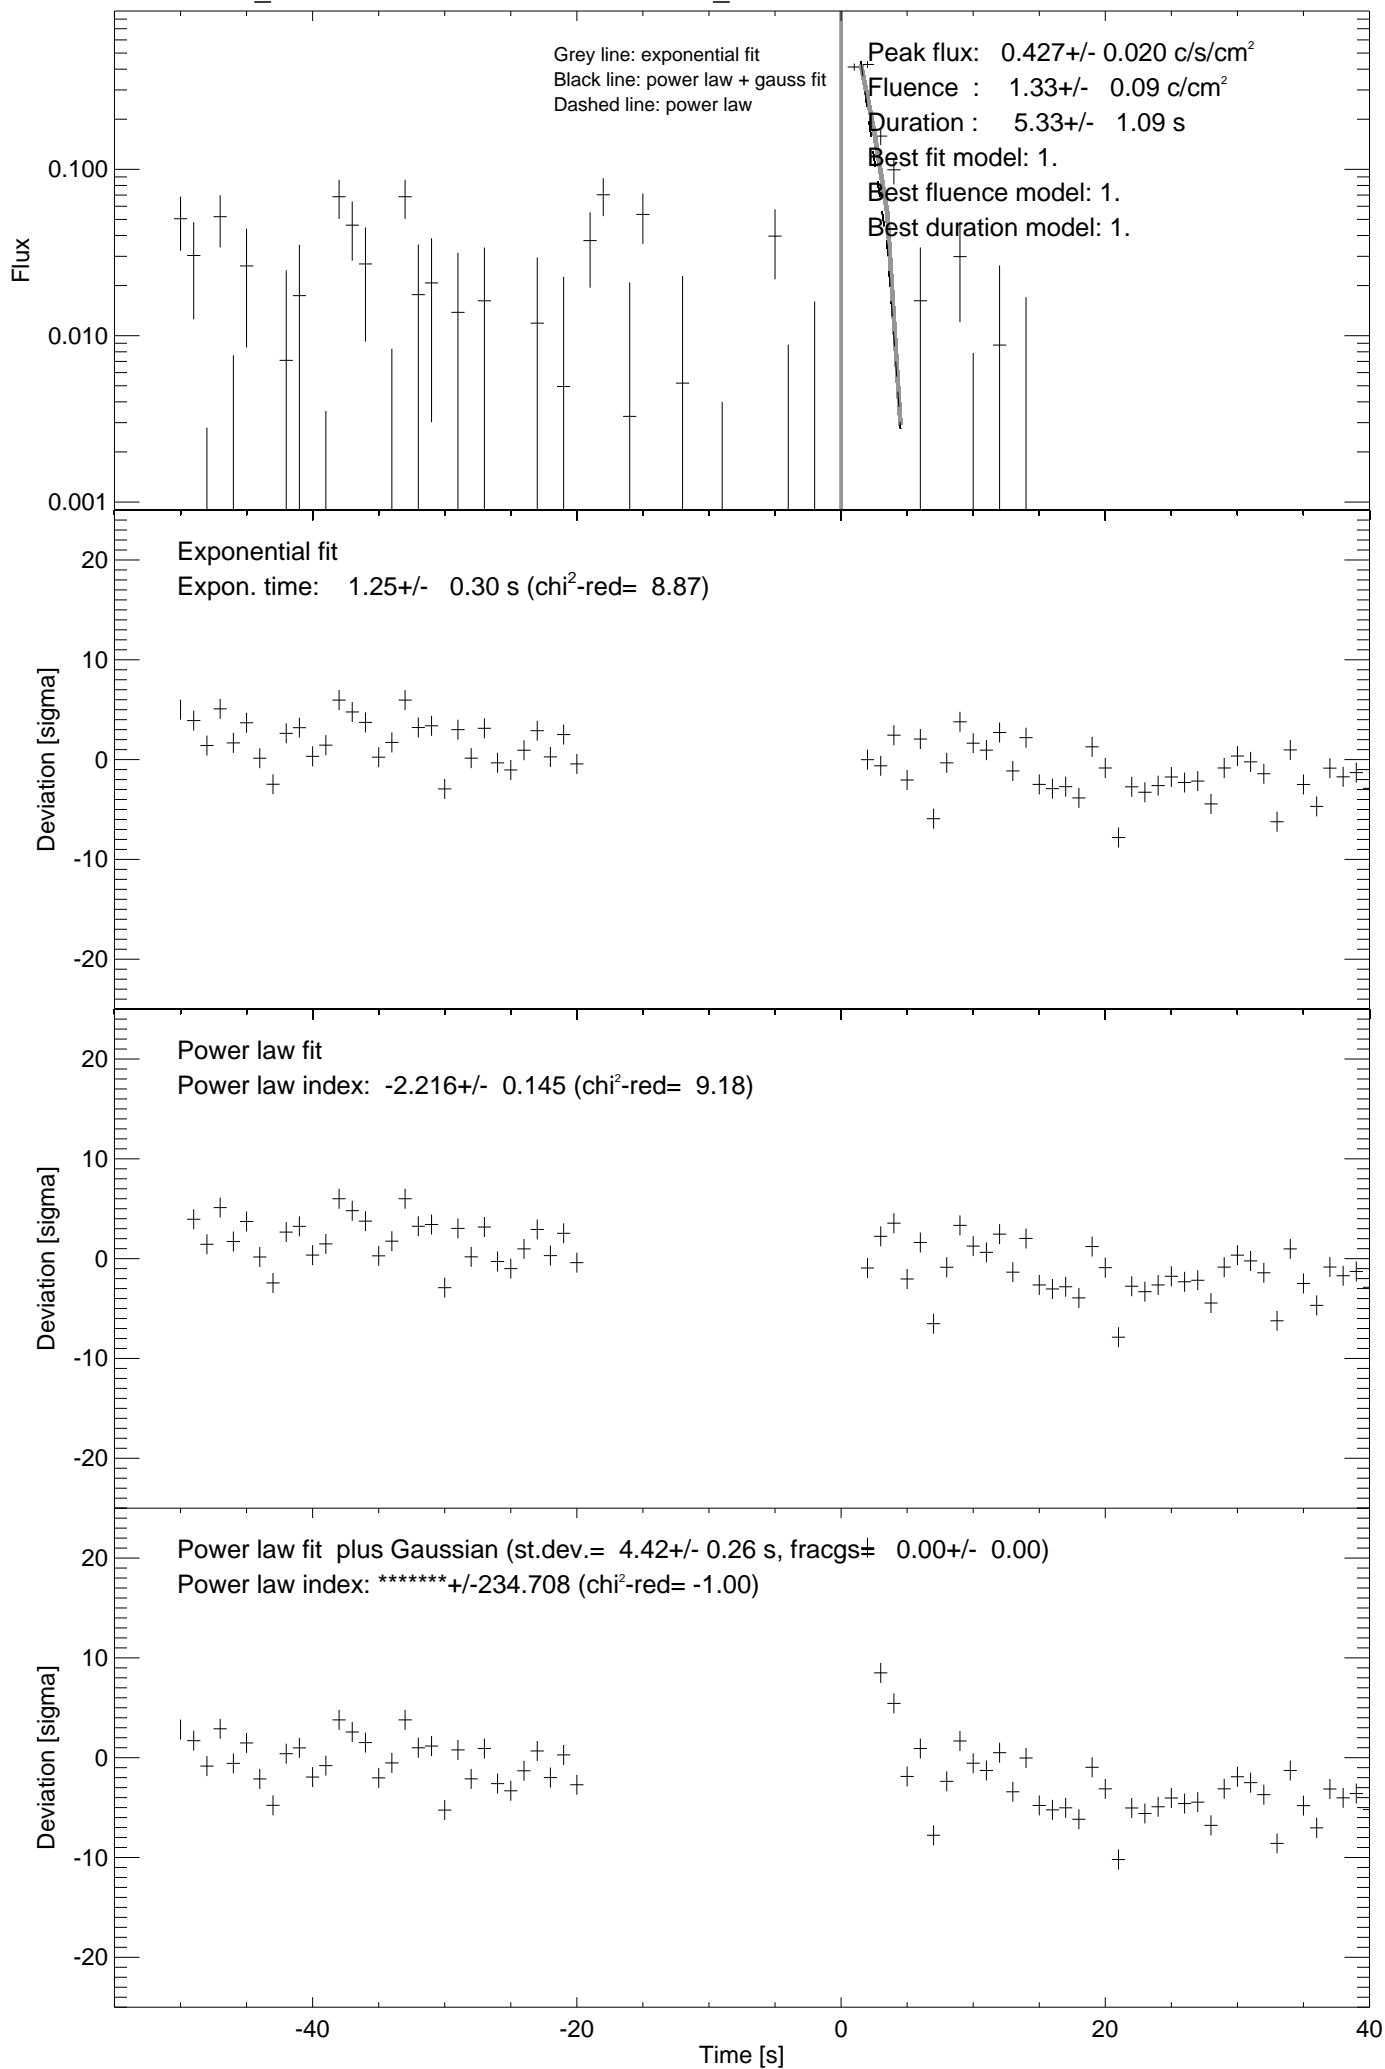 Grey line: exponential fit
Black line: power law + gauss fit
Dashed line: power law
Peak flux: 0.427+/- 0.020 c/s/cm²
Fluence : 1.33+/- 0.09 c/cm²
Duration : 5.33+/- 1.09 s
Best fit model: 1.
Best fluence model: 1.
Best duration model: 1.
0.100
0.010
0.001
Flux
Exponential fit
Expon. time: 1.25+/- 0.30 s (chi²-red= 8.87)
20
10
0
-10
-20
Deviation [sigma]
Power law fit
Power law index: -2.216+/- 0.145 (chi²-red= 9.18)
20
10
0
-10
-20
Deviation [sigma]
Power law fit plus Gaussian (st.dev.= 4.42+/- 0.26 s, fracgs= 0.00+/- 0.00)
Power law index: *******+/-234.708 (chi²-red= -1.00)
20
10
0
-10
-20
Deviation [sigma]
-40 -20 0 20 40
Time [s]